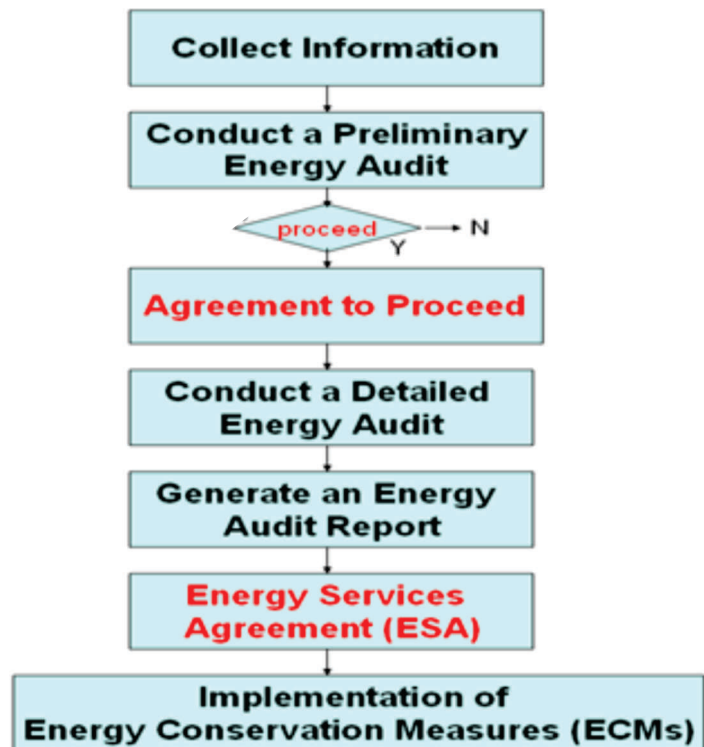 Collect Information
Conduct a Preliminary
Energy Audit
proceed
N
Y
Agreement to Proceed
Conduct a Detailed
Energy Audit
Generate an Energy
Audit Report
Energy Services
Agreement (ESA)
Implementation of
Energy Conservation Measures (ECMs)